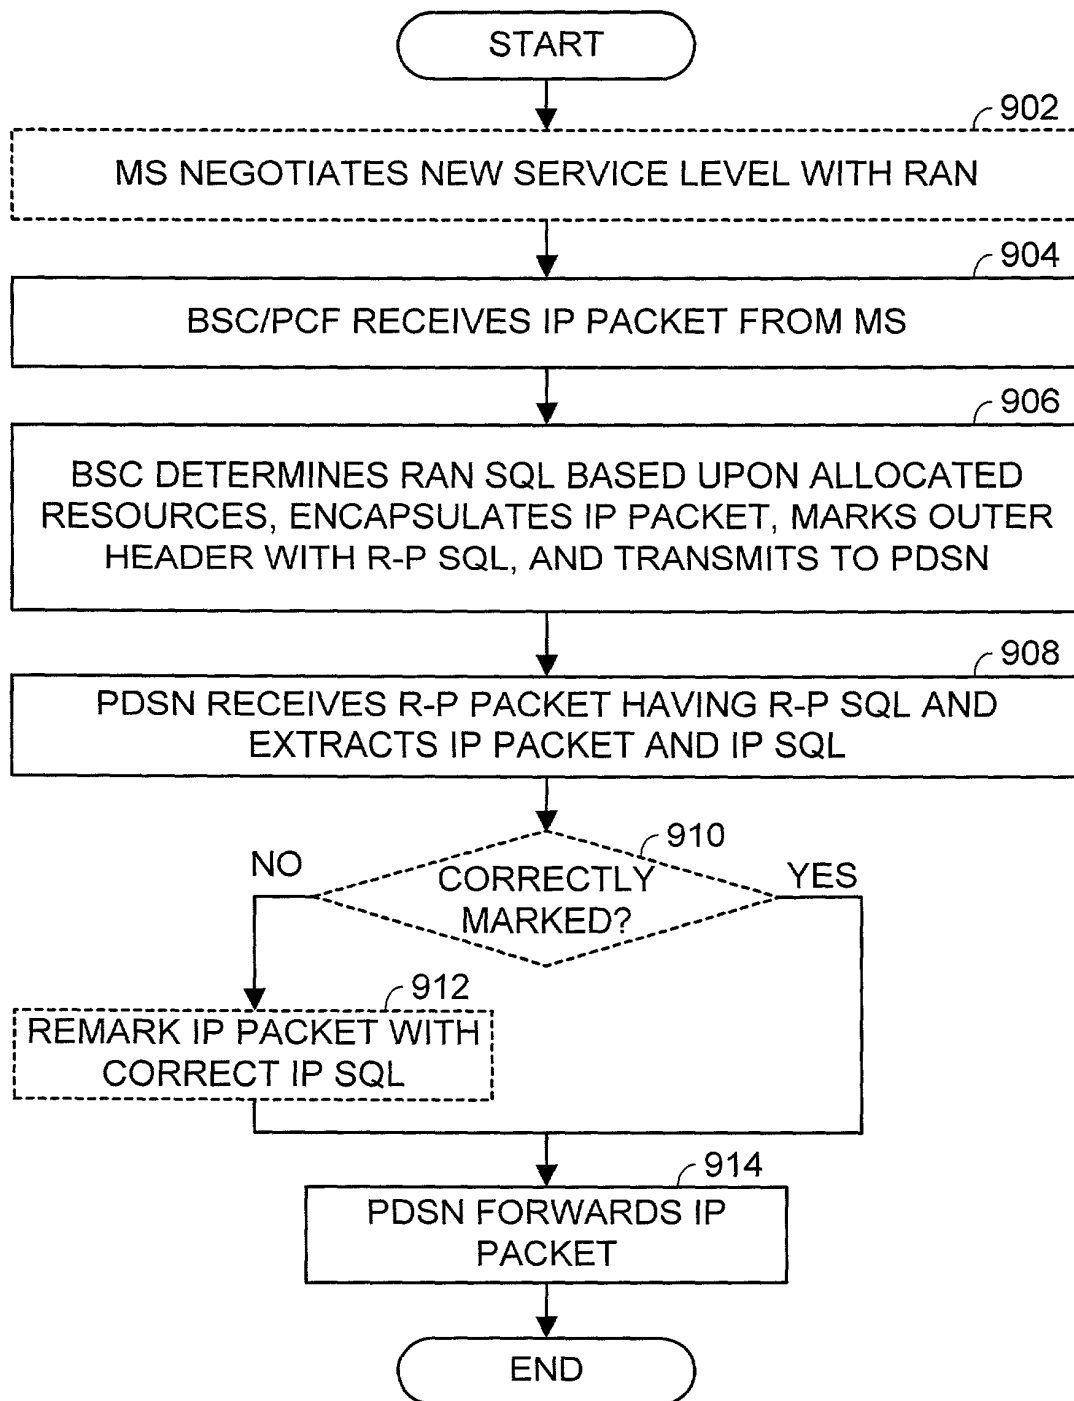 START
902
MS NEGOTIATES NEW SERVICE LEVEL WITH RAN
904
BSC/PCF RECEIVES IP PACKET FROM MS
906
BSC DETERMINES RAN SQL BASED UPON ALLOCATED
RESOURCES, ENCAPSULATES IP PACKET, MARKS OUTER
HEADER WITH R-P SQL, AND TRANSMITS TO PDSN
908
PDSN RECEIVES R-P PACKET HAVING R-P SQL AND
EXTRACTS IP PACKET AND IP SQL
910
NO
CORRECTLY
MARKED?
YES
912
REMARK IP PACKET WITH
CORRECT IP SQL
914
PDSN FORWARDS IP
PACKET
END